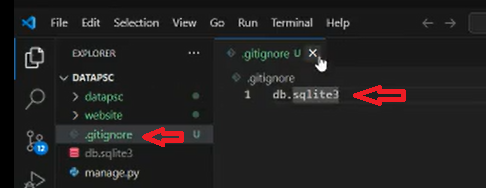 File Edit Selection View Go Run Terminal Help
EXPLORER ...
.gitignore U
DATAPSC
datapsc
website
.gitignore U
db.sqlite3
manage.py
.gitignore
1 db.sqlite3
12